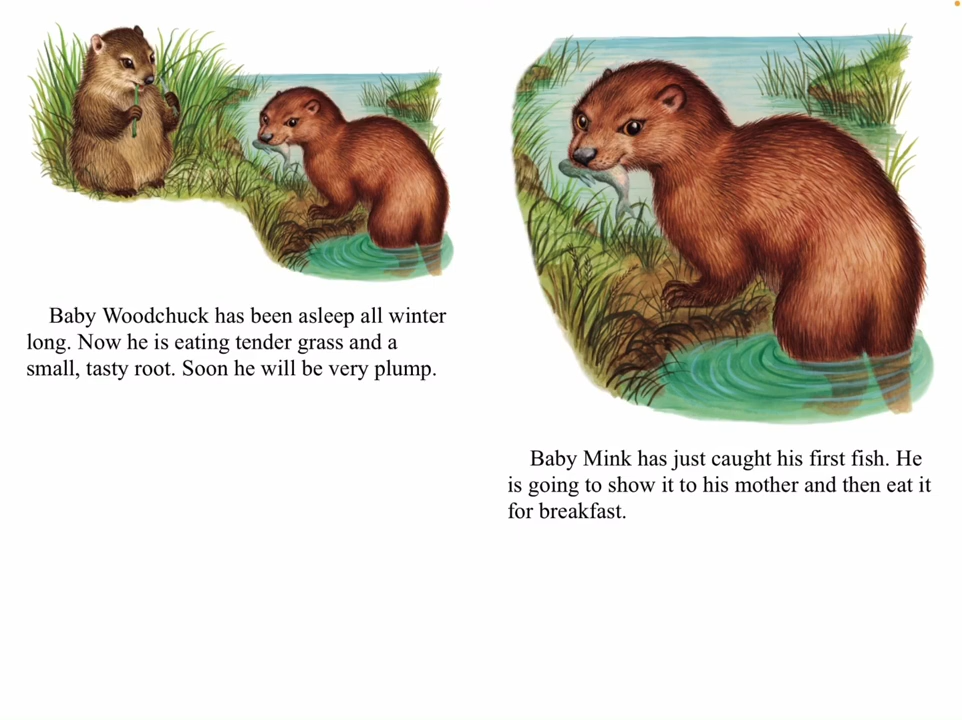 Baby Woodchuck has been asleep all winter
long. Now he is eating tender grass and a
small, tasty root. Soon he will be very plump.
Baby Mink has just caught his first fish. He
is going to show it to his mother and then eat it
for breakfast.